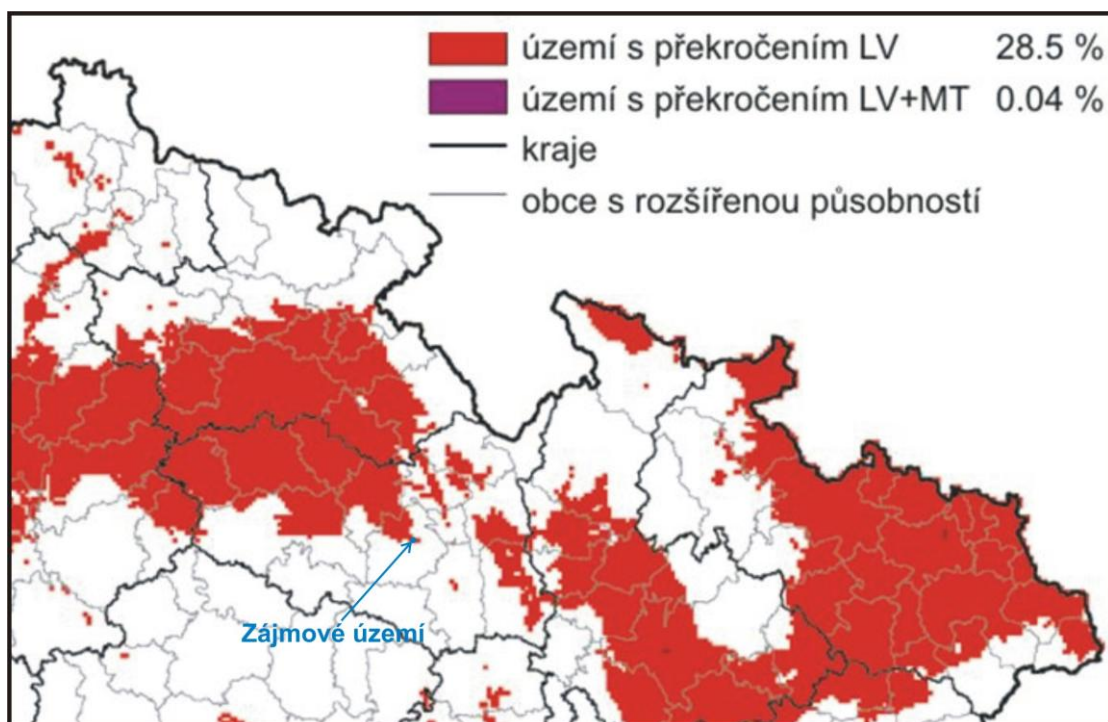 území s překročením LV 28.5 %
území s překročením LV+MT 0.04 %
kraje
obce s rozšířenou působností
Zájmové území